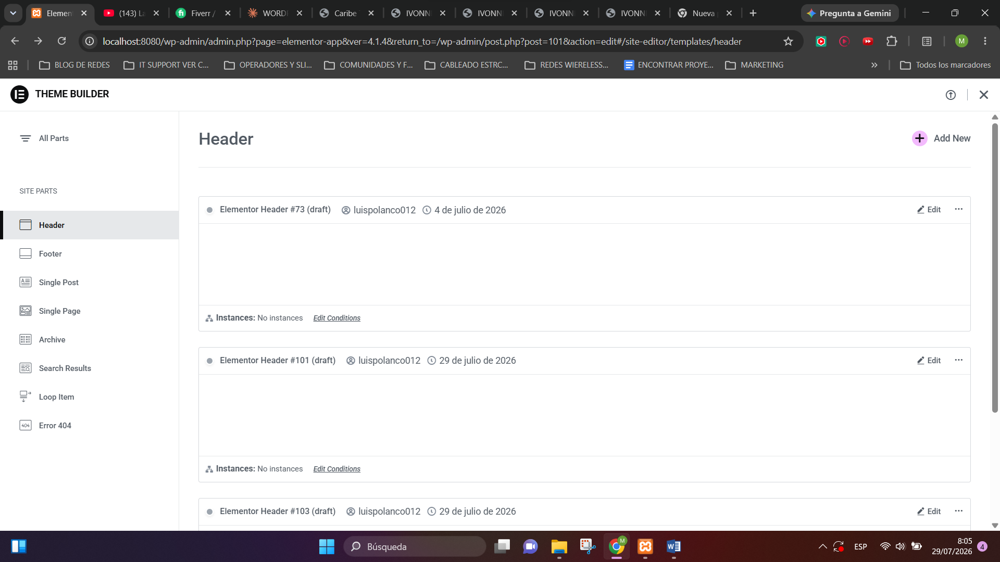 Elemen
(143) La
Fiverr /
WORDP
Caribe
IVONN
IVONN
IVONN
IVONN
Nueva
Pregunta a Gemini
localhost:8080/wp-admin/admin.php?page=elementor-app&ver=4.1.4&return_to=/wp-admin/post.php?post=101&action=edit#/site-editor/templates/header
M
BLOG DE REDES
IT SUPPORT VER C...
OPERADORES Y SLI...
COMUNIDADES Y F...
CABLEADO ESTRC...
REDES WIERELESS...
ENCONTRAR PROYE...
MARKETING
Todos los marcadores
THEME BUILDER
All Parts
SITE PARTS
Header
Footer
Single Post
Single Page
Archive
Search Results
Loop Item
404
Error 404
Header
Add New
Elementor Header #73 (draft) luispolanco012 4 de julio de 2026 Edit
Instances: No instances Edit Conditions
Elementor Header #101 (draft) luispolanco012 29 de julio de 2026 Edit
Instances: No instances Edit Conditions
Elementor Header #103 (draft) luispolanco012 29 de julio de 2026 Edit
Búsqueda
M
ESP
8:05
29/07/2026
4